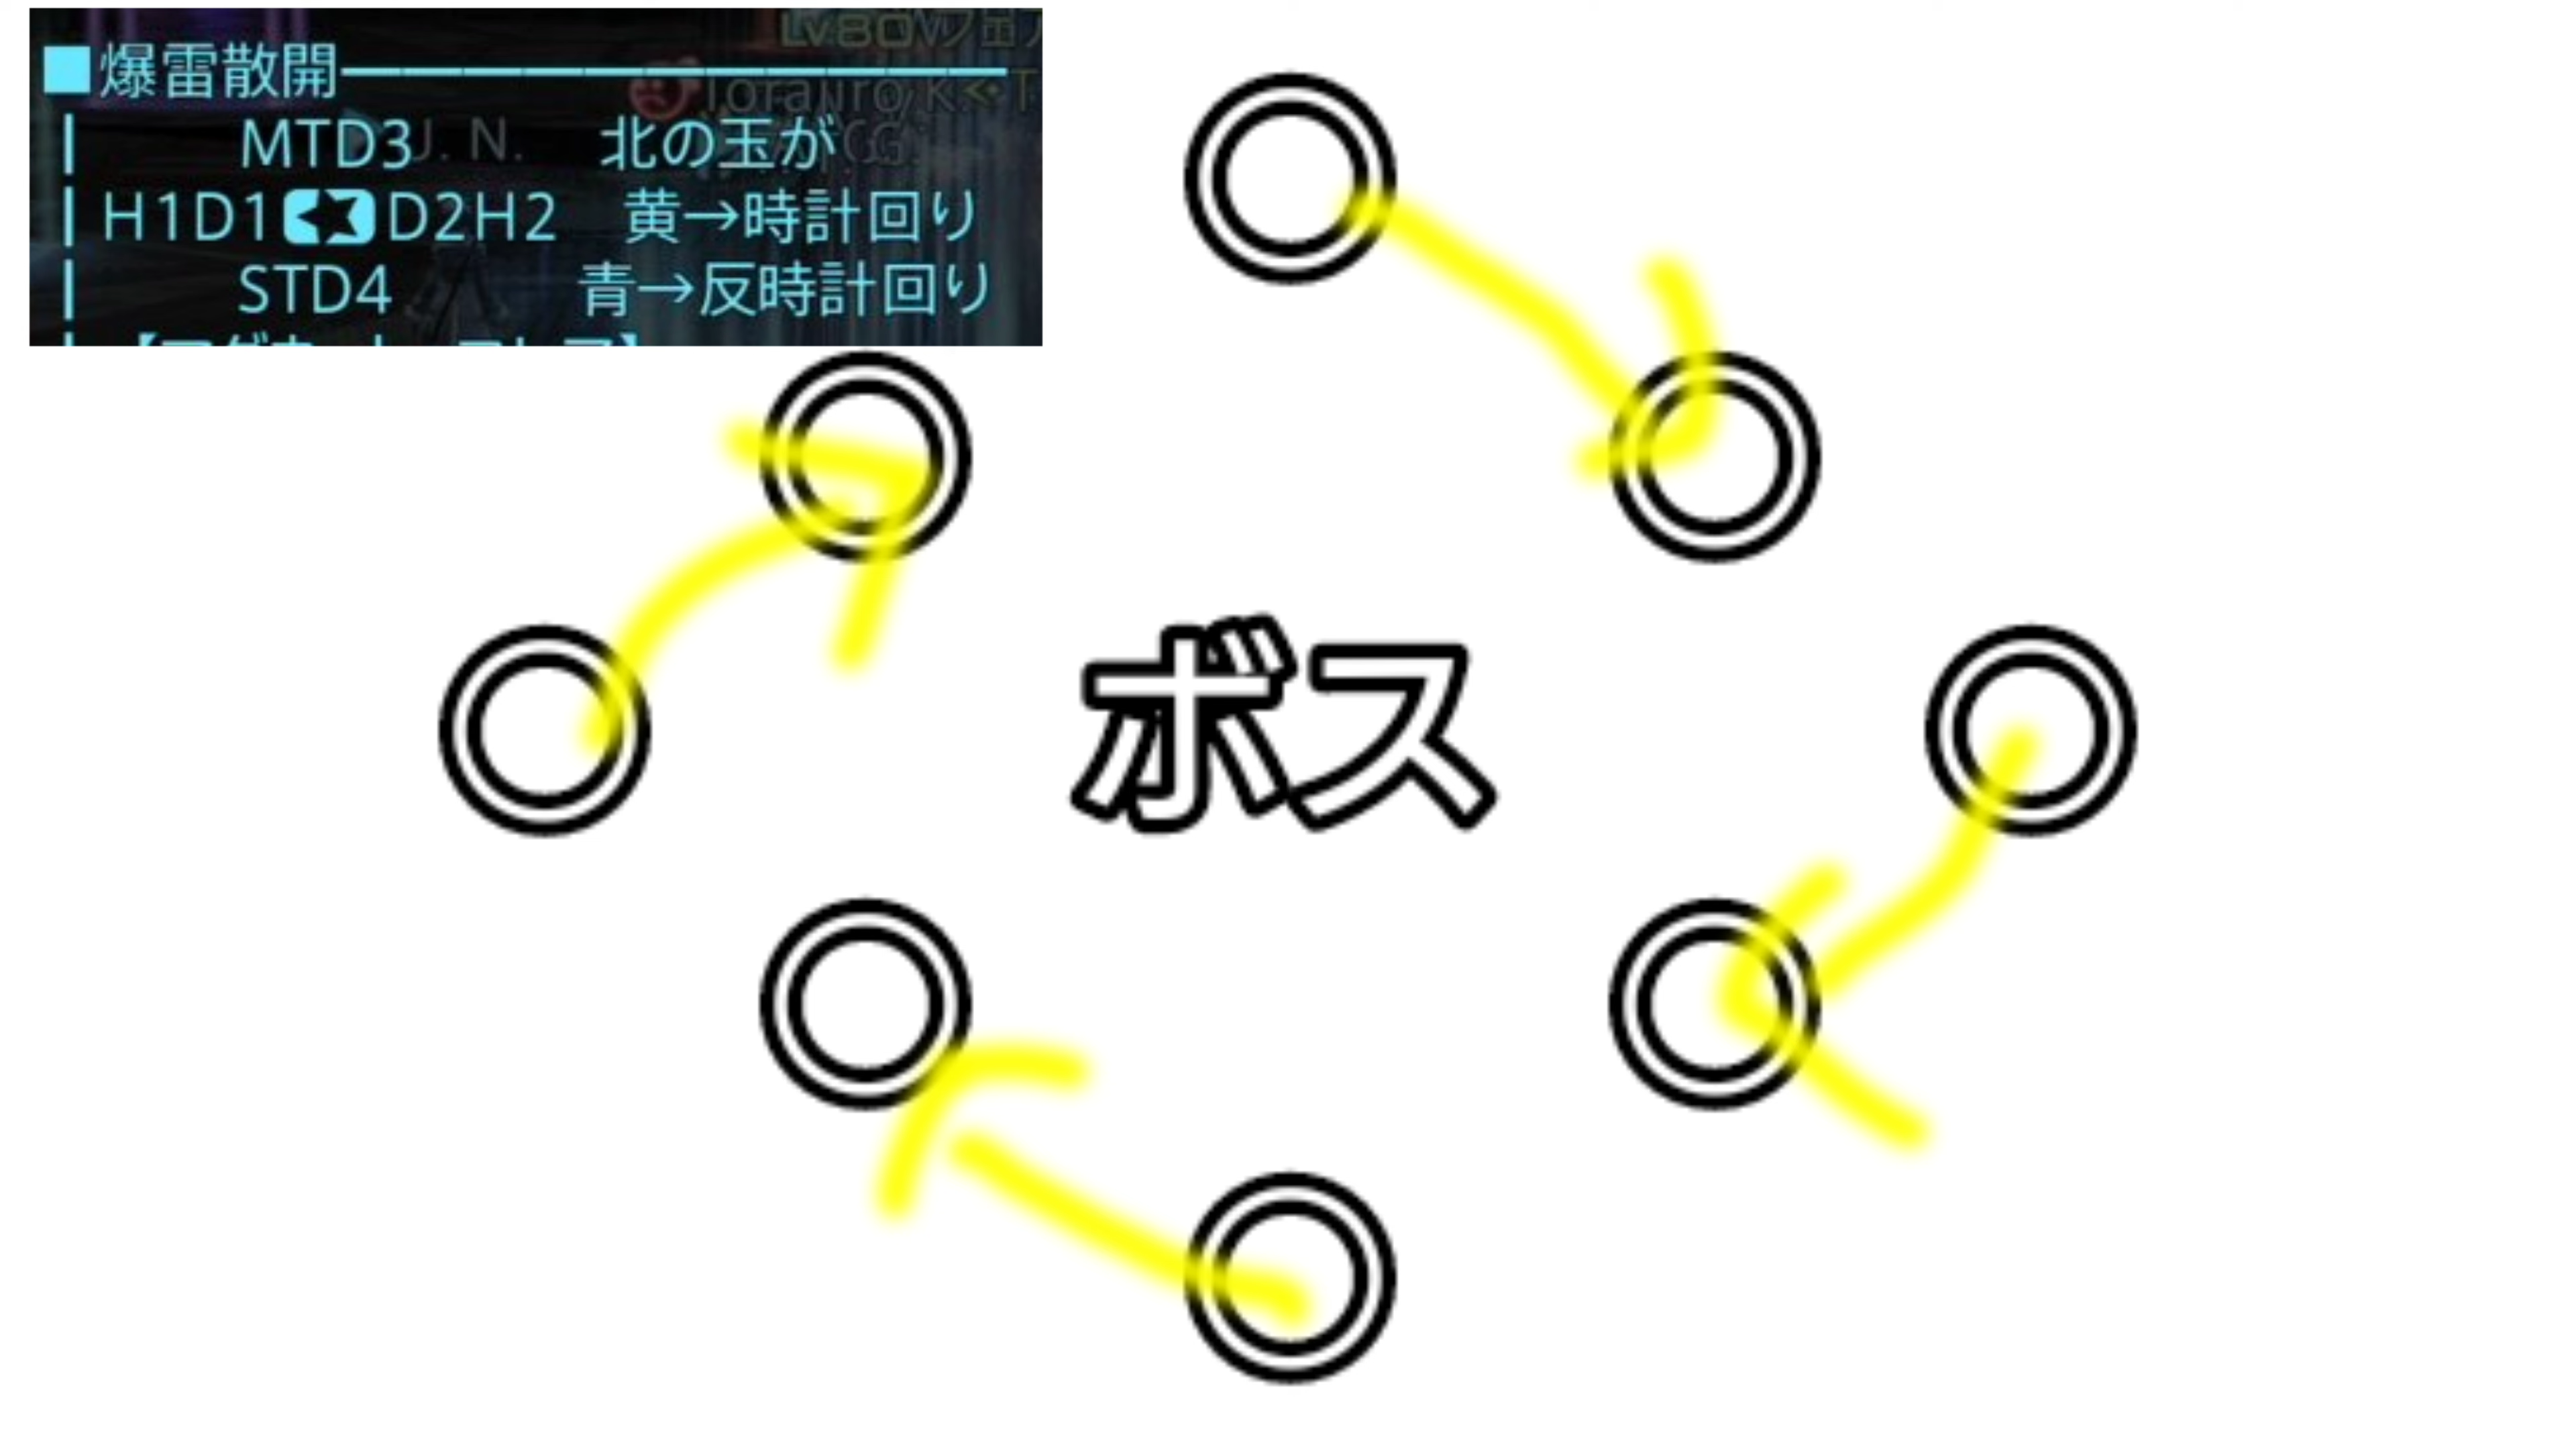 ■爆雷散開━━━━━━━━━━━
| MTD3 北の玉が
| H1D1 D2H2 黄→時計回り
| STD4 青→反時計回り
ボス